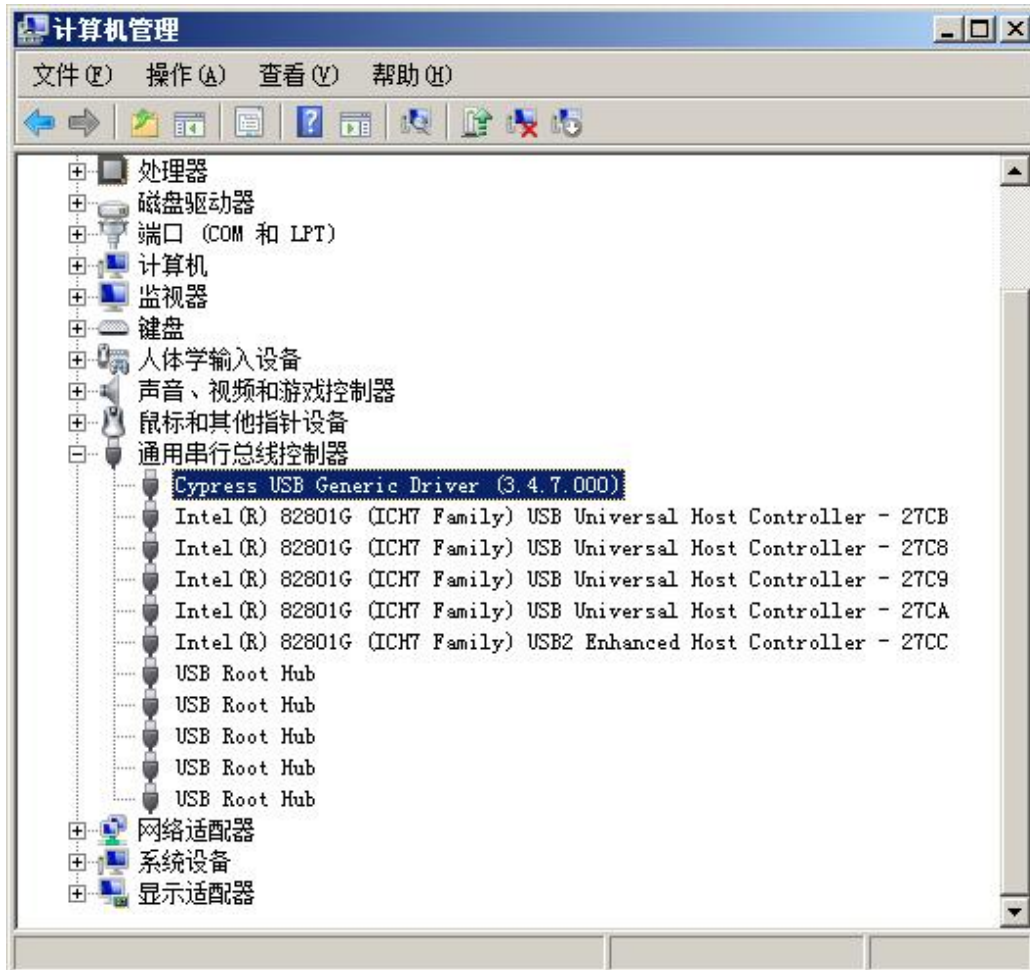 计算机管理
文件(F) 操作(A) 查看(V) 帮助(H)
处理器
磁盘驱动器
端口 (COM 和 LPT)
计算机
监视器
键盘
人体学输入设备
声音、视频和游戏控制器
鼠标和其他指针设备
通用串行总线控制器
Cypress USB Generic Driver (3.4.7.000)
Intel(R) 82801G (ICH7 Family) USB Universal Host Controller - 27CB
Intel(R) 82801G (ICH7 Family) USB Universal Host Controller - 27C8
Intel(R) 82801G (ICH7 Family) USB Universal Host Controller - 27C9
Intel(R) 82801G (ICH7 Family) USB Universal Host Controller - 27CA
Intel(R) 82801G (ICH7 Family) USB2 Enhanced Host Controller - 27CC
USB Root Hub
USB Root Hub
USB Root Hub
USB Root Hub
USB Root Hub
网络适配器
系统设备
显示适配器